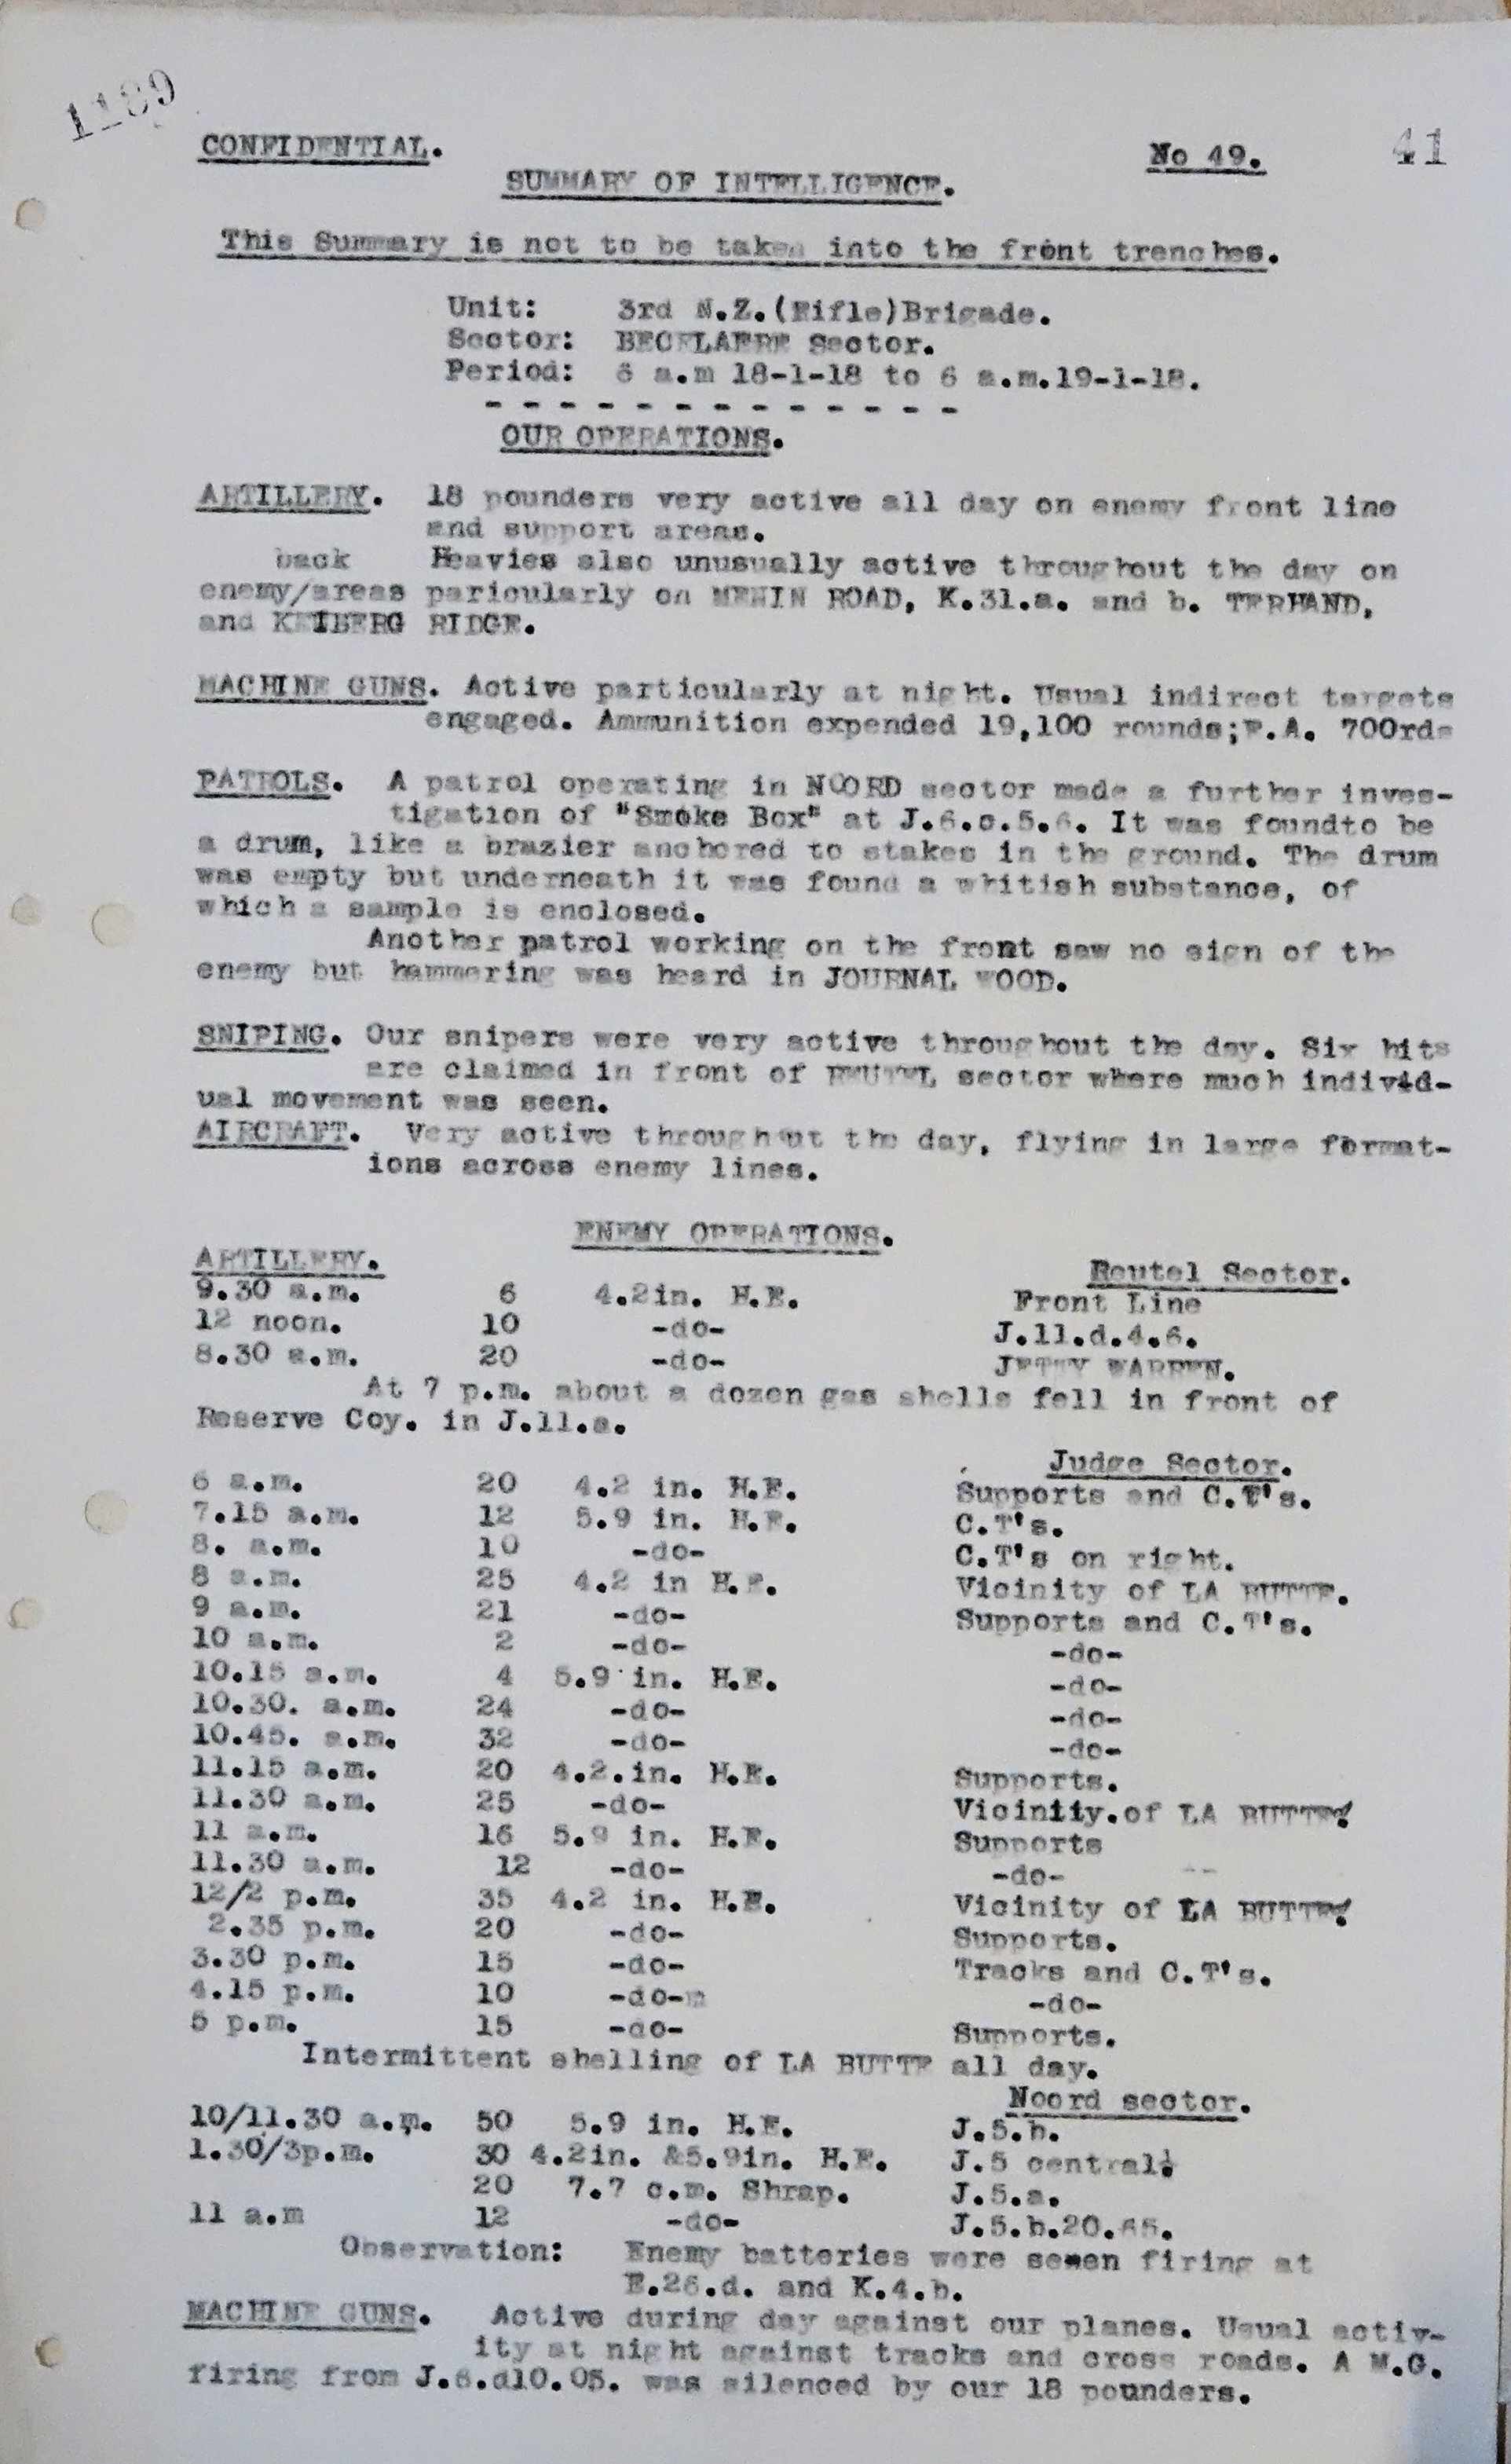 1189
CONFIDENTIAL.
No 49. 41
SUMMARY OF INTELLIGENCE.
This Summary is not to be taken into the front trenches.
Unit: 3rd N.Z.(Rifle)Brigade.
Sector: BECELAERE Sector.
Period: 6 a.m 18-1-18 to 6 a.m.19-1-18.
- - - - - - - - - - - - -
OUR OPERATIONS.
ARTILLERY. 18 pounders very active all day on enemy front line
and support areas.
back Heavies also unusually active throughout the day on
enemy/areas paricularly on MENIN ROAD, K.31.a. and b. TERHAND,
and KEIBERG RIDGE.
MACHINE GUNS. Active particularly at night. Usual indirect targets
engaged. Ammunition expended 19,100 rounds; A. 700rds
PATROLS. A patrol operating in NOORD sector made a further inves-
tigation of "Smoke Box" at J.6.c.5.6. It was foundto be
a drum, like a brazier anchored to stakes in the ground. The drum
was empty but underneath it was found a whitish substance, of
which a sample is enclosed.
Another patrol working on the front saw no sign of the
enemy but hammering was heard in JOURNAL WOOD.
SNIPING. Our snipers were very active throughout the day. Six hits
are claimed in front of REUTEL sector where much individ-
ual movement was seen.
AIRCRAFT. Very active throughout the day, flying in large format-
ions across enemy lines.
ENEMY OPERATIONS.
ARTILLERY.
Reutel Sector.
9.30 a.m. 6 4.2in. H.E. Front Line
12 noon. 10 -do- J.11.d.4.6.
8.30 a.m. 20 -do- JETTY WARREN.
At 7 p.m. about a dozen gas shells fell in front of
Reserve Coy. in J.11.a.
Judge Sector.
6 a.m. 20 4.2 in. H.E. Supports and C.T's.
7.15 a.m. 12 5.9 in. H.E. C.T's.
8. a.m. 10 -do- C.T's on right.
8 a.m. 25 4.2 in H.E. Vicinity of LA BUTTE.
9 a.m. 21 -do- Supports and C.T's.
10 a.m. 2 -do- -do-
10.15 a.m. 4 5.9 in. H.E. -do-
10.30. a.m. 24 -do- -do-
10.45. a.m. 32 -do- -do-
11.15 a.m. 20 4.2.in. H.E. Supports.
11.30 a.m. 25 -do- Vicinity.of LA BUTTE.
11 a.m. 16 5.9 in. H.E. Supports
11.30 a.m. 12 -do- -do-
12/2 p.m. 35 4.2 in. H.E. Vicinity of LA BUTTE.
2.35 p.m. 20 -do- Supports.
3.30 p.m. 15 -do- Tracks and C.T's.
4.15 p.m. 10 -do-m -do-
5 p.m. 15 -do- Supports.
Intermittent shelling of LA BUTTE all day.
Noord sector.
10/11.30 a.m. 50 5.9 in. H.E. J.5.b.
1.30/3p.m. 30 4.2in. &5.9in. H.E. J.5 central.
20 7.7 c.m. Shrap. J.5.a.
11 a.m 12 -do- J.5.b.20.65.
Observation: Enemy batteries were seen firing at
E.26.d. and K.4.b.
MACHINE GUNS. Active during day against our planes. Usual activ-
ity at night against tracks and cross roads. A M.G.
firing from J.6.d10.05. was silenced by our 18 pounders.